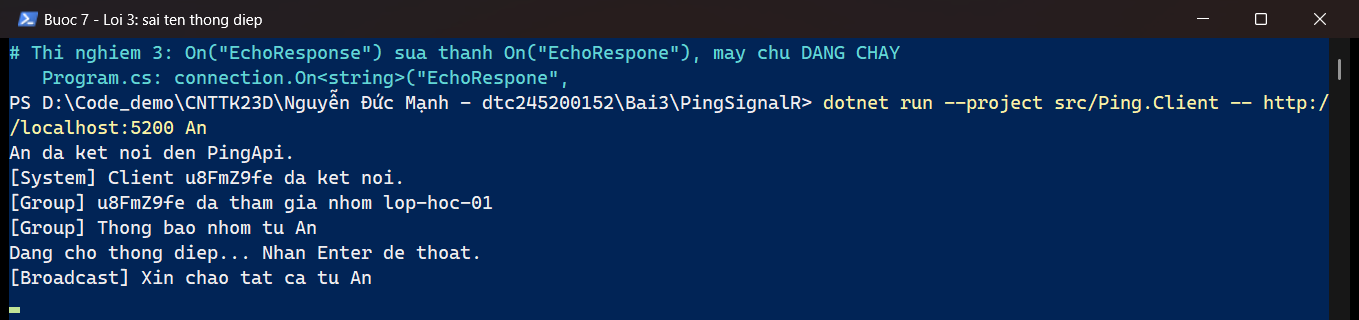 Buoc 7 - Loi 3: sai ten thong diep
# Thi nghiem 3: On("EchoResponse") sua thanh On("EchoRespone"), may chu DANG CHAY
Program.cs: connection.On<string>("EchoRespone",
PS D:\Code_demo\CNTTK23D\Nguyễn Đức Mạnh - dtc245200152\Bai3\PingSignalR> dotnet run --project src/Ping.Client -- http:/
/localhost:5200 An
An da ket noi den PingApi.
[System] Client u8FmZ9fe da ket noi.
[Group] u8FmZ9fe da tham gia nhom lop-hoc-01
[Group] Thong bao nhom tu An
Dang cho thong diep... Nhan Enter de thoat.
[Broadcast] Xin chao tat ca tu An